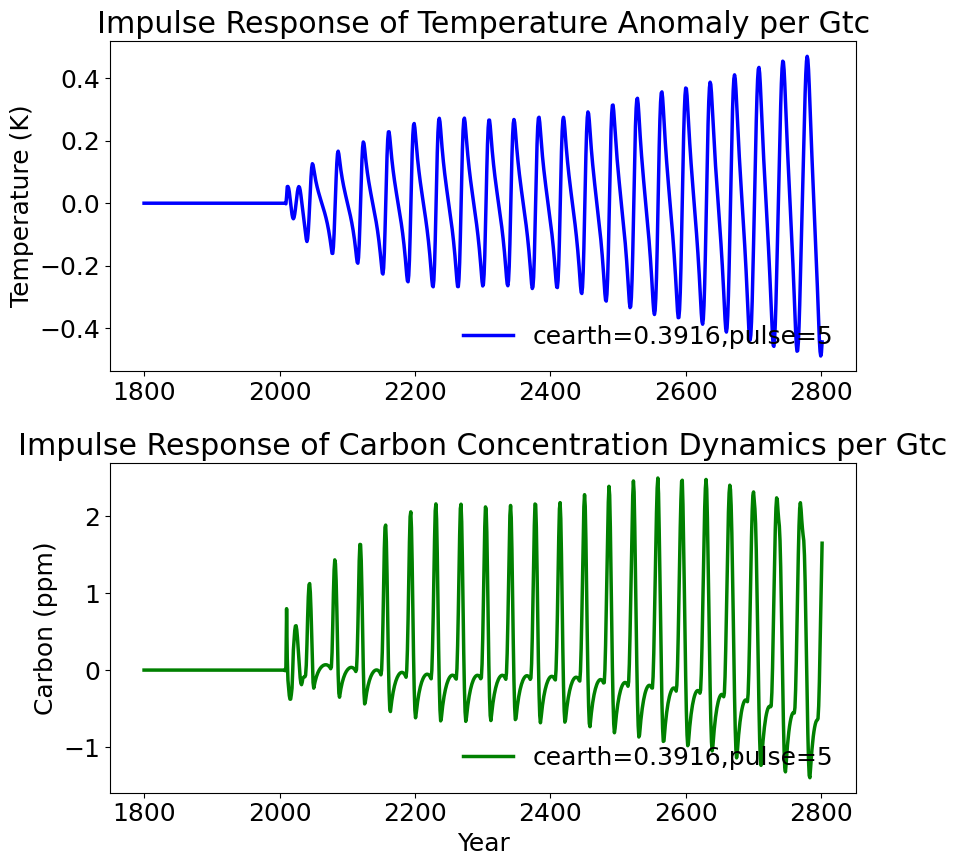 Impulse Response of Temperature Anomaly per Gtc
Temperature (K)
0.4
0.2
0.0
−0.2
−0.4
cearth=0.3916,pulse=5
1800 2000 2200 2400 2600 2800
Impulse Response of Carbon Concentration Dynamics per Gtc
Carbon (ppm)
2
1
0
−1
cearth=0.3916,pulse=5
1800 2000 2200 2400 2600 2800
Year